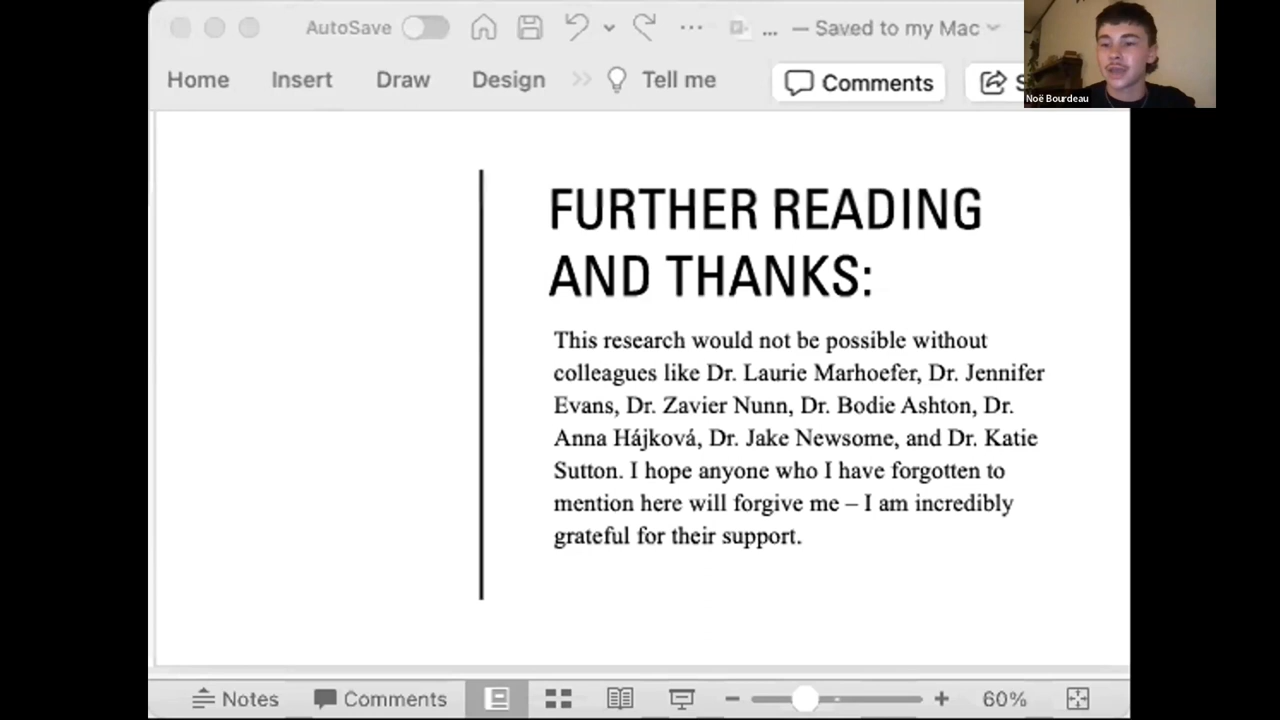 AutoSave
... — Saved to my Mac
Home Insert Draw Design Tell me Comments
Noë Bourdeau
FURTHER READING
AND THANKS:
This research would not be possible without
colleagues like Dr. Laurie Marhoefer, Dr. Jennifer
Evans, Dr. Zavier Nunn, Dr. Bodie Ashton, Dr.
Anna Hájková, Dr. Jake Newsome, and Dr. Katie
Sutton. I hope anyone who I have forgotten to
mention here will forgive me – I am incredibly
grateful for their support.
Notes Comments 60%